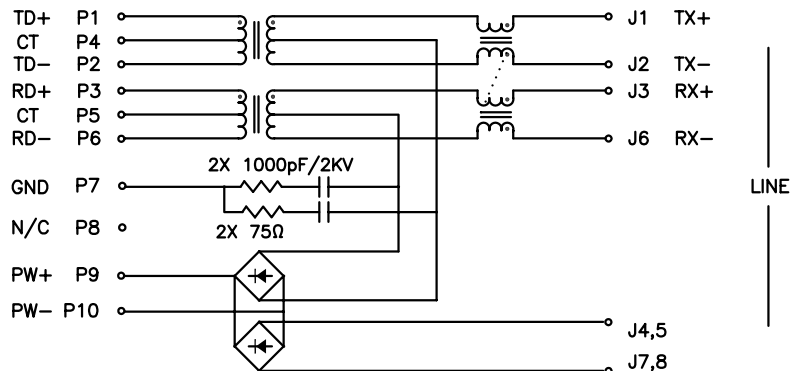 TD+ P1 J1 TX+
CT P4
TD- P2 J2 TX-
RD+ P3 J3 RX+
CT P5
RD- P6 J6 RX-
2X 1000pF/2KV
GND P7 LINE
N/C P8
2X 75Ω
PW+ P9
PW- P10
J4,5
J7,8